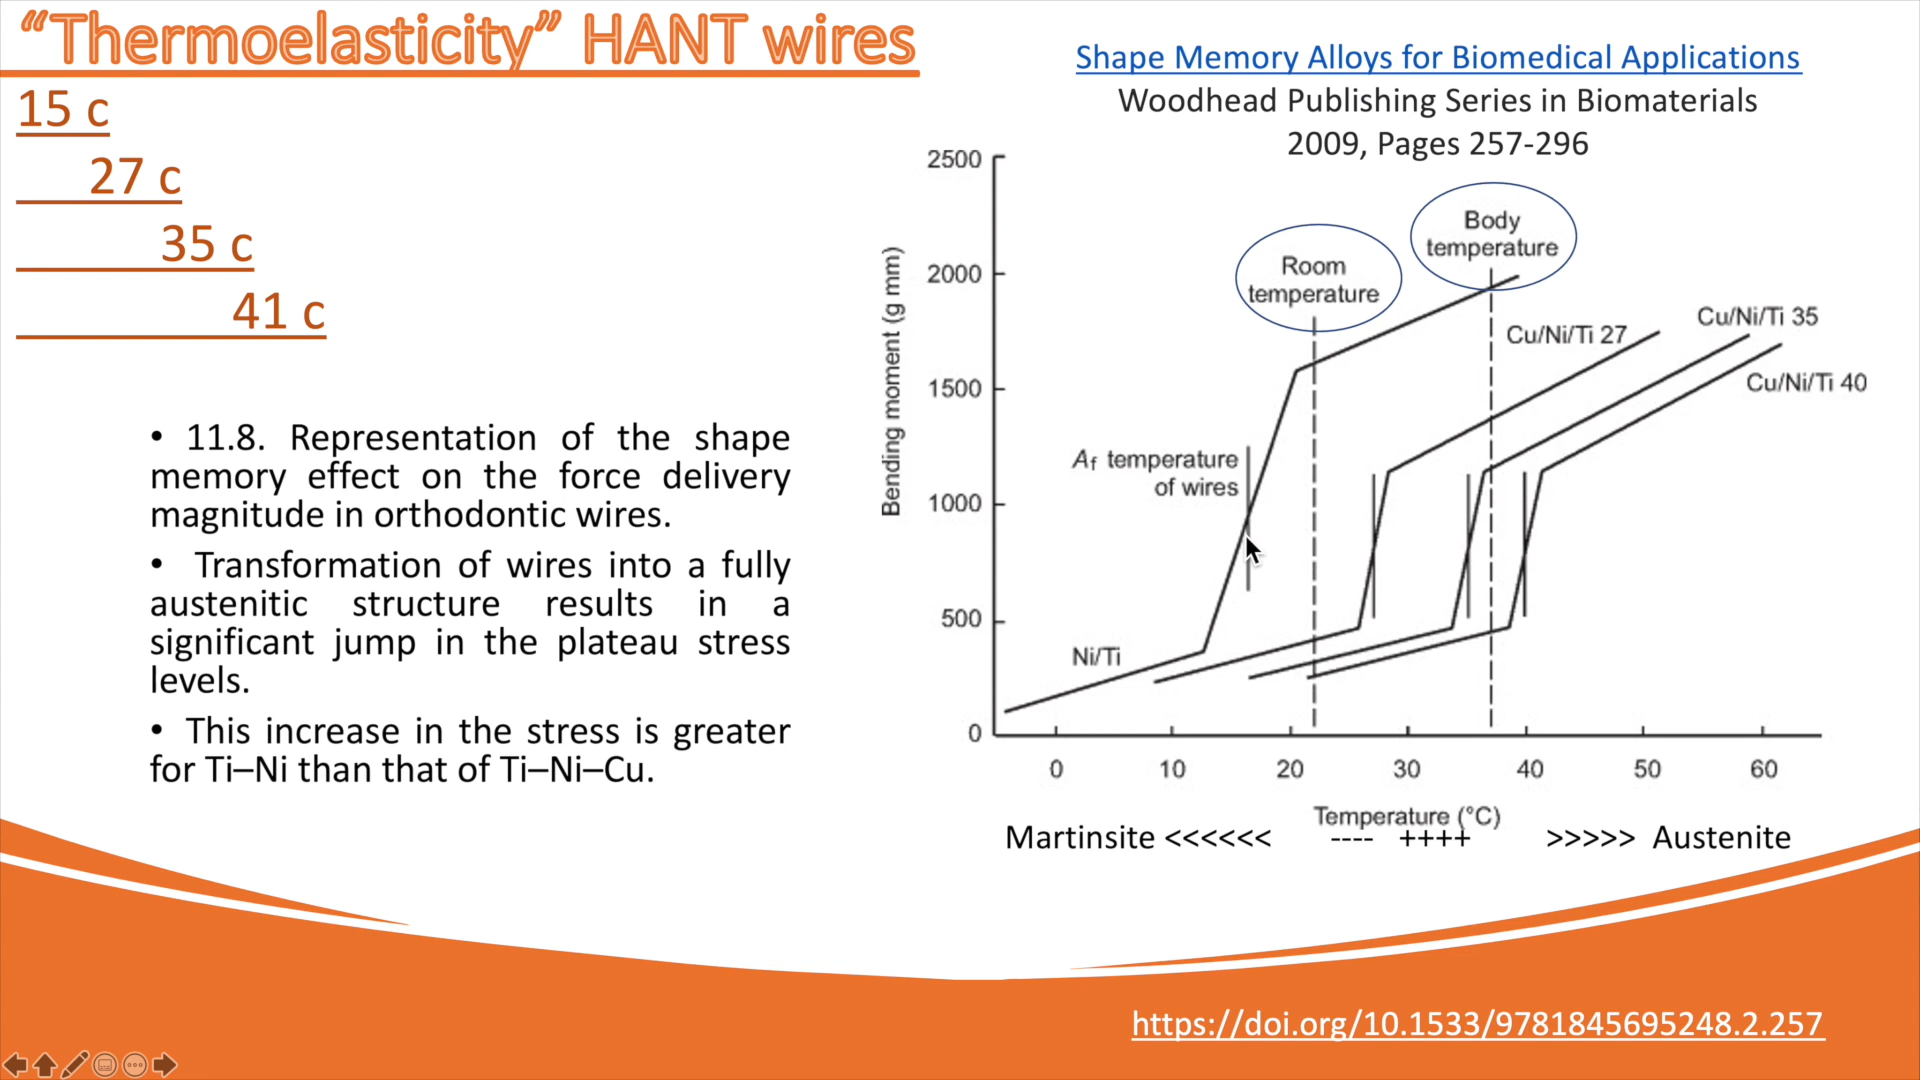 “Thermoelasticity” HANT wires
15 c
27 c
35 c
41 c
• 11.8. Representation of the shape
memory effect on the force delivery
magnitude in orthodontic wires.
• Transformation of wires into a fully
austenitic structure results in a
significant jump in the plateau stress
levels.
• This increase in the stress is greater
for Ti–Ni than that of Ti–Ni–Cu.
Shape Memory Alloys for Biomedical Applications
Woodhead Publishing Series in Biomaterials
2009, Pages 257-296
2500
2000
1500
1000
500
0
Bending moment (g mm)
Room
temperature
Body
temperature
Cu/Ni/Ti 27
Cu/Ni/Ti 35
Cu/Ni/Ti 40
Af temperature
of wires
Ni/Ti
0 10 20 30 40 50 60
Temperature (°C)
Martinsite <<<<<< ---- ++++ >>>>> Austenite
https://doi.org/10.1533/9781845695248.2.257